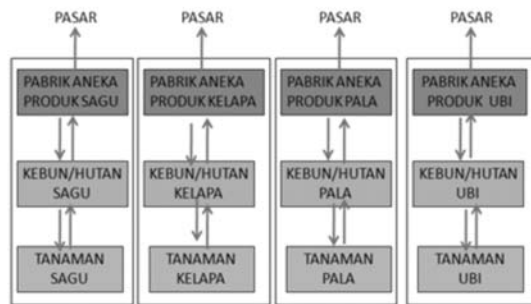 PASAR
PASAR
PASAR
PASAR
PABRIK ANEKA
PRODUK SAGU
PABRIK ANEKA
PRODUK KELAPA
PABRIK ANEKA
PRODUK PALA
PABRIK ANEKA
PRODUK UBI
KEBUN/HUTAN
SAGU
KEBUN/HUTAN
KELAPA
KEBUN/HUTAN
PALA
KEBUN/HUTAN
UBI
TANAMAN
SAGU
TANAMAN
KELAPA
TANAMAN
PALA
TANAMAN
UBI